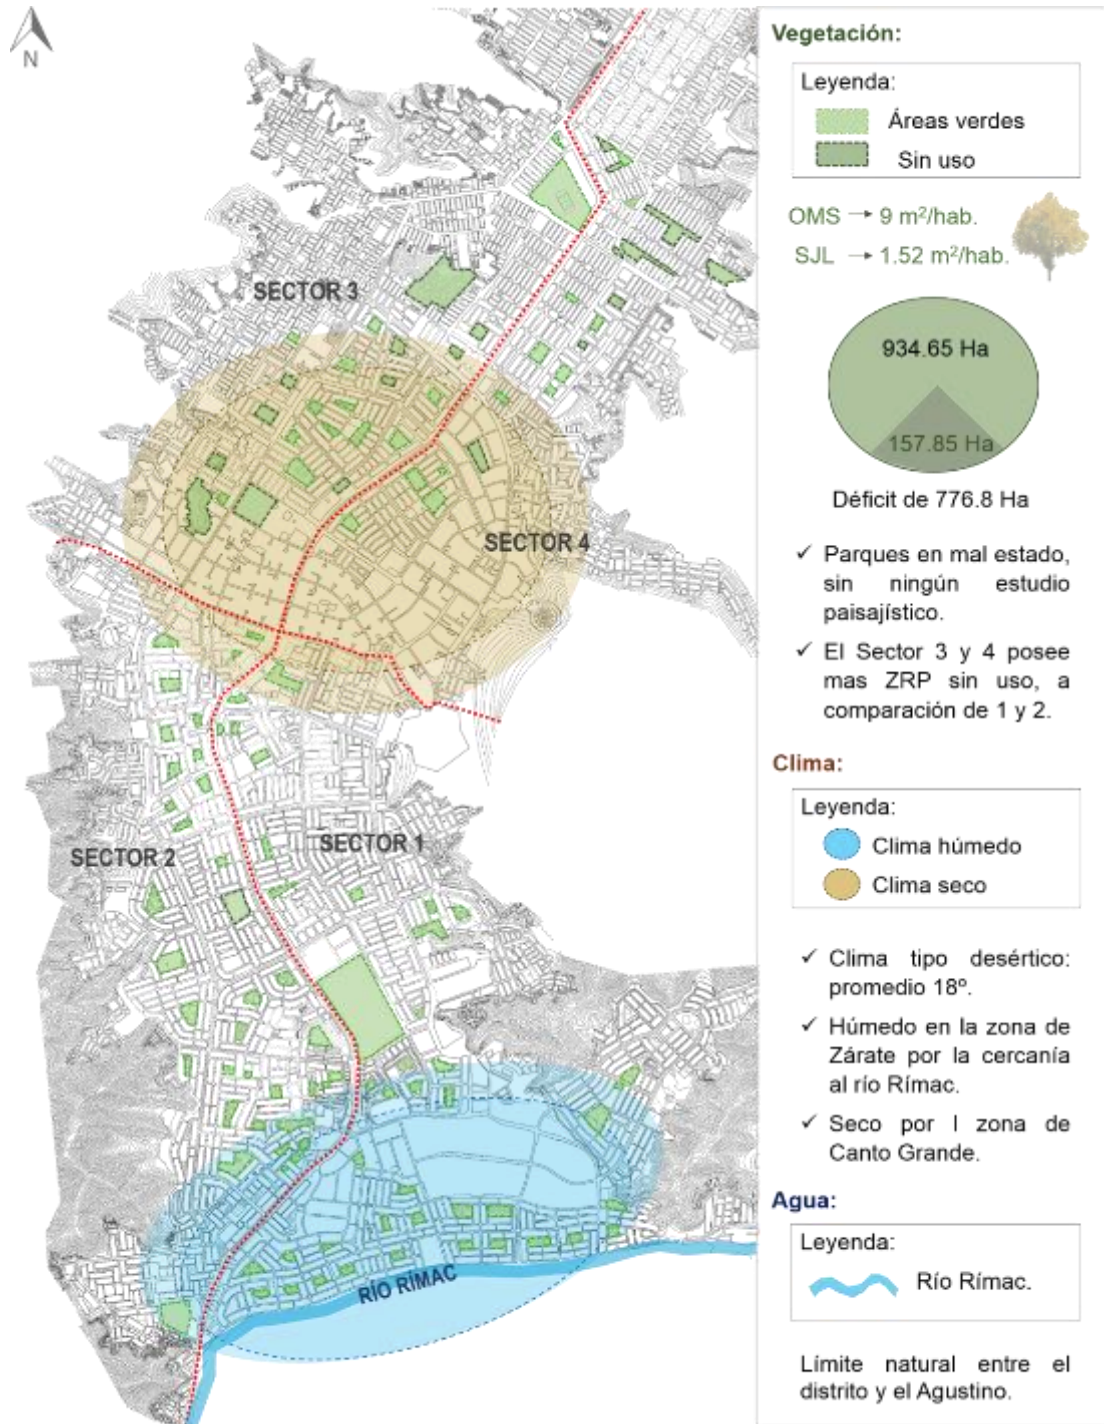 N
SECTOR 3
SECTOR 4
SECTOR 2
SECTOR 1
RÍO RÍMAC
Vegetación:
Leyenda:
Áreas verdes
Sin uso
OMS → 9 m²/hab.
SJL → 1.52 m²/hab.
934.65 Ha
157.85 Ha
Déficit de 776.8 Ha
✓ Parques en mal estado,
sin ningún estudio
paisajístico.
✓ El Sector 3 y 4 posee
mas ZRP sin uso, a
comparación de 1 y 2.
Clima:
Leyenda:
Clima húmedo
Clima seco
✓ Clima tipo desértico:
promedio 18º.
✓ Húmedo en la zona de
Zárate por la cercanía
al río Rímac.
✓ Seco por l zona de
Canto Grande.
Agua:
Leyenda:
Río Rímac.
Límite natural entre el
distrito y el Agustino.